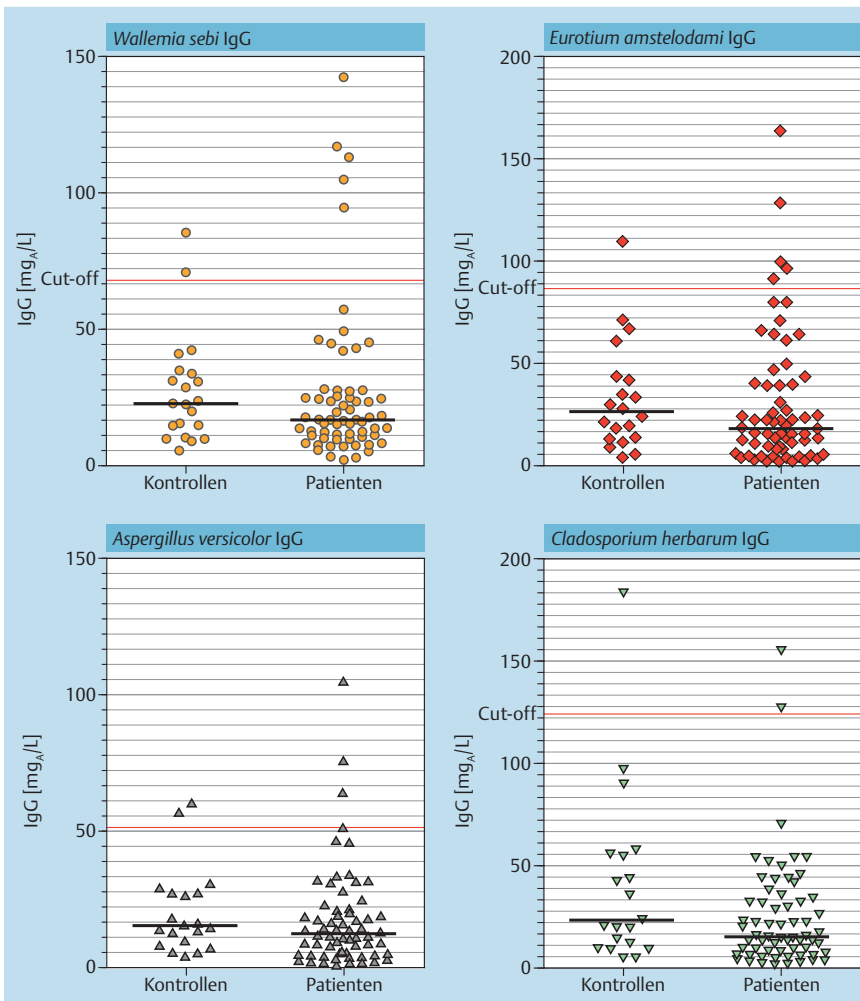 Wallemia sebi IgG
150
100
Cut-off
50
0
IgG [mgA/L]
Kontrollen
Patienten
Eurotium amstelodami IgG
200
150
100
Cut-off
50
0
IgG [mgA/L]
Kontrollen
Patienten
Aspergillus versicolor IgG
150
100
50
0
IgG [mgA/L]
Kontrollen
Patienten
Cladosporium herbarum IgG
200
150
Cut-off
100
50
0
IgG [mgA/L]
Kontrollen
Patienten